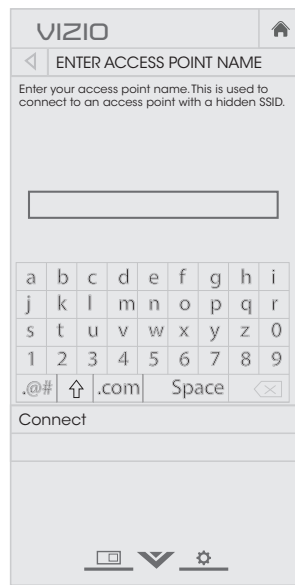 VIZIO
ENTER ACCESS POINT NAME
Enter your access point name. This is used to
connect to an access point with a hidden SSID.
a b c d e f g h i
j k l m n o p q r
s t u v w x y z 0
1 2 3 4 5 6 7 8 9
.@# .com Space
Connect